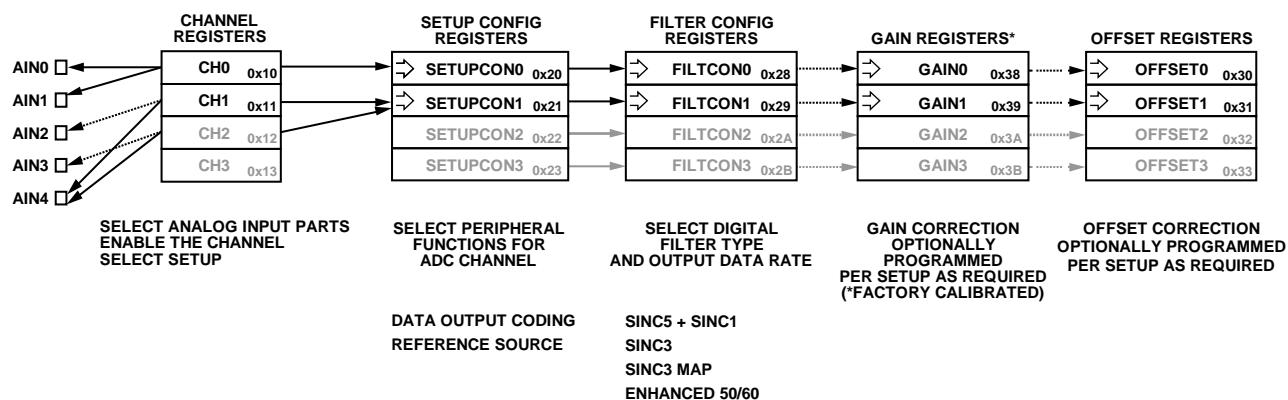 CHANNEL
REGISTERS
SETUP CONFIG
REGISTERS
FILTER CONFIG
REGISTERS
GAIN REGISTERS*
OFFSET REGISTERS
AIN0
AIN1
AIN2
AIN3
AIN4
CH0 0x10
CH1 0x11
CH2 0x12
CH3 0x13
SETUPCON0 0x20
SETUPCON1 0x21
SETUPCON2 0x22
SETUPCON3 0x23
FILTCON0 0x28
FILTCON1 0x29
FILTCON2 0x2A
FILTCON3 0x2B
GAIN0 0x38
GAIN1 0x39
GAIN2 0x3A
GAIN3 0x3B
OFFSET0 0x30
OFFSET1 0x31
OFFSET2 0x32
OFFSET3 0x33
SELECT ANALOG INPUT PARTS
ENABLE THE CHANNEL
SELECT SETUP
SELECT PERIPHERAL
FUNCTIONS FOR
ADC CHANNEL
SELECT DIGITAL
FILTER TYPE
AND OUTPUT DATA RATE
GAIN CORRECTION
OPTIONALLY
PROGRAMMED
PER SETUP AS REQUIRED
(*FACTORY CALIBRATED)
OFFSET CORRECTION
OPTIONALLY PROGRAMMED
PER SETUP AS REQUIRED
DATA OUTPUT CODING
REFERENCE SOURCE
SINC5 + SINC1
SINC3
SINC3 MAP
ENHANCED 50/60